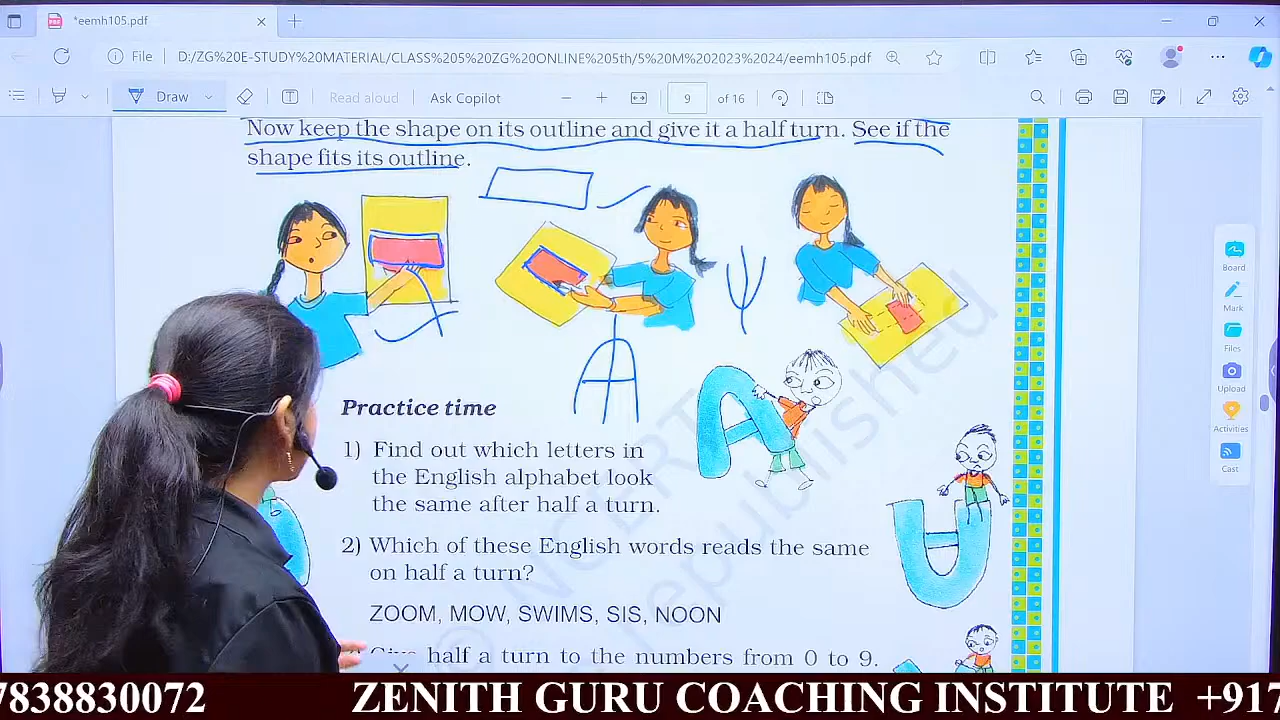 *eemh105.pdf
File
D:/ZG%20E-STUDY%20MATERIAL/CLASS%205%20ZG%20ONLINE%205th/5%20M%202023%2024/eemh105.pdf
Draw
Read aloud
Ask Copilot
9
of 16
Now keep the shape on its outline and give it a half turn. See if the
shape fits its outline.
Board
Mark
Files
Upload
Activities
Cast
Practice time
1) Find out which letters in
the English alphabet look
the same after half a turn.
2) Which of these English words reads the same
on half a turn?
ZOOM, MOW, SWIMS, SIS, NOON
half a turn to the numbers from 0 to 9.
republished
7838830072 ZENITH GURU COACHING INSTITUTE +917